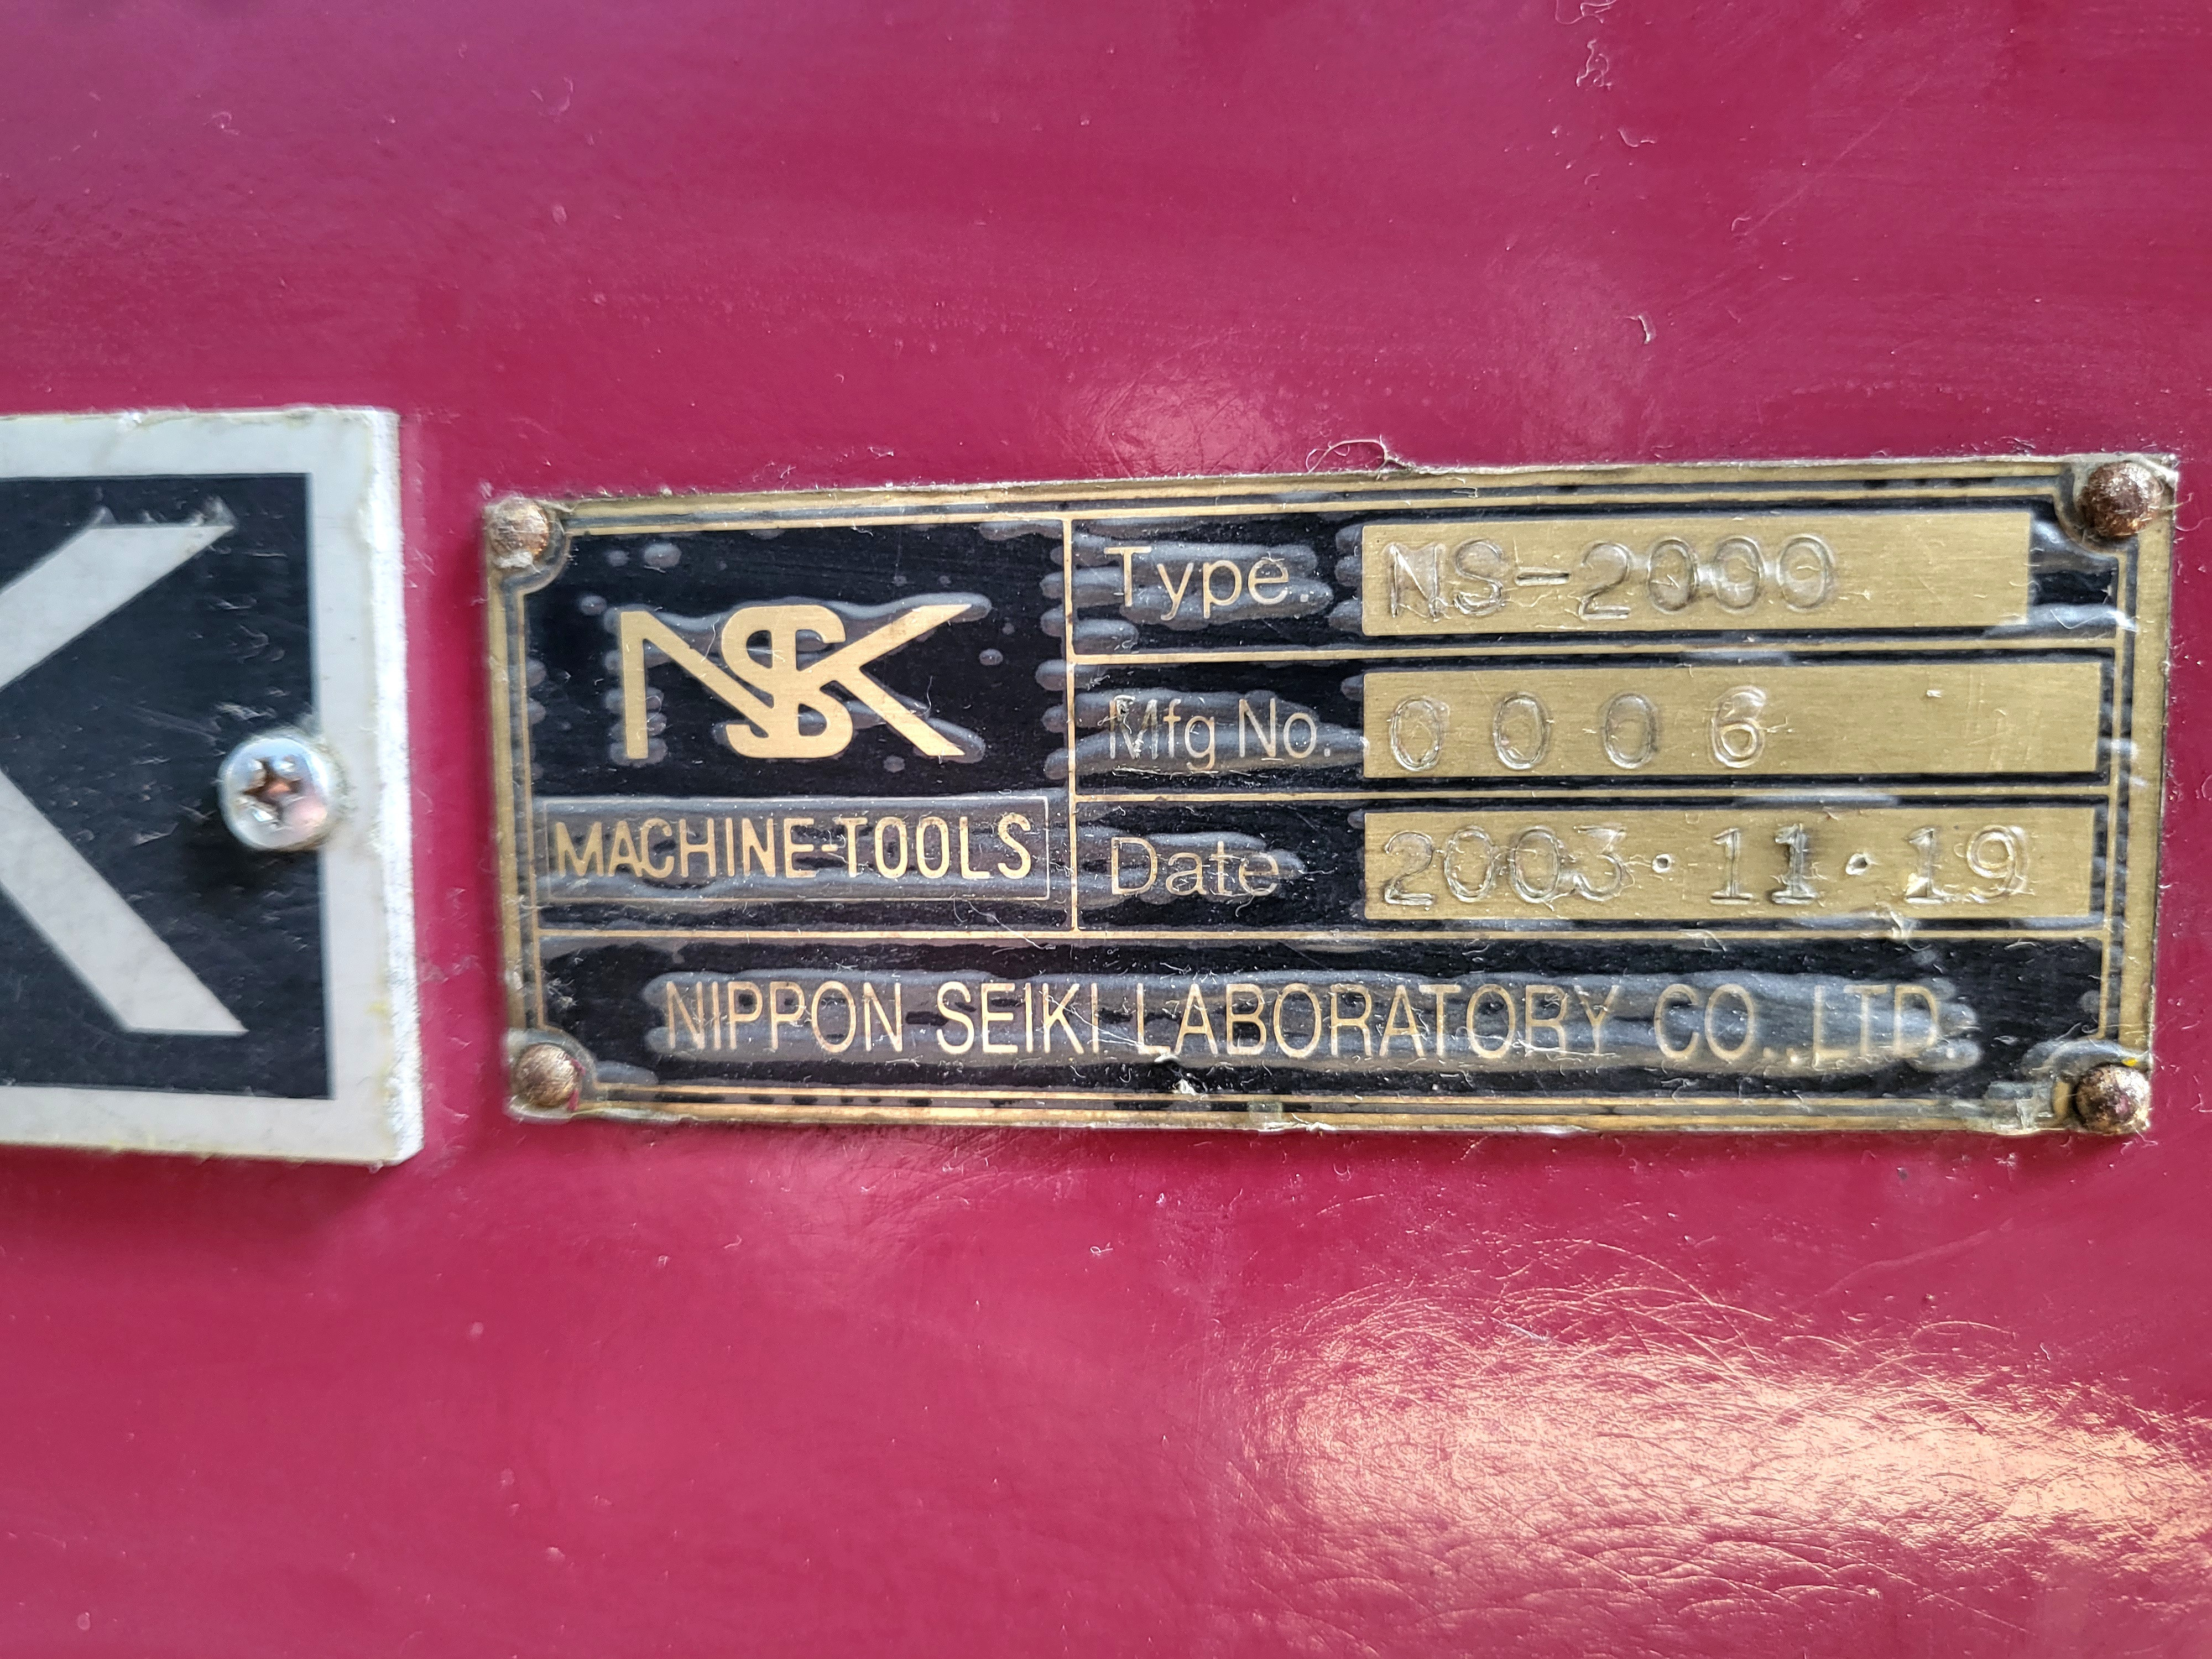 K
NSK
MACHINE-TOOLS
Type. NS-2000
Mfg No. 0006
Date 2003·11·19
NIPPON SEIKI LABORATORY CO.,LTD.